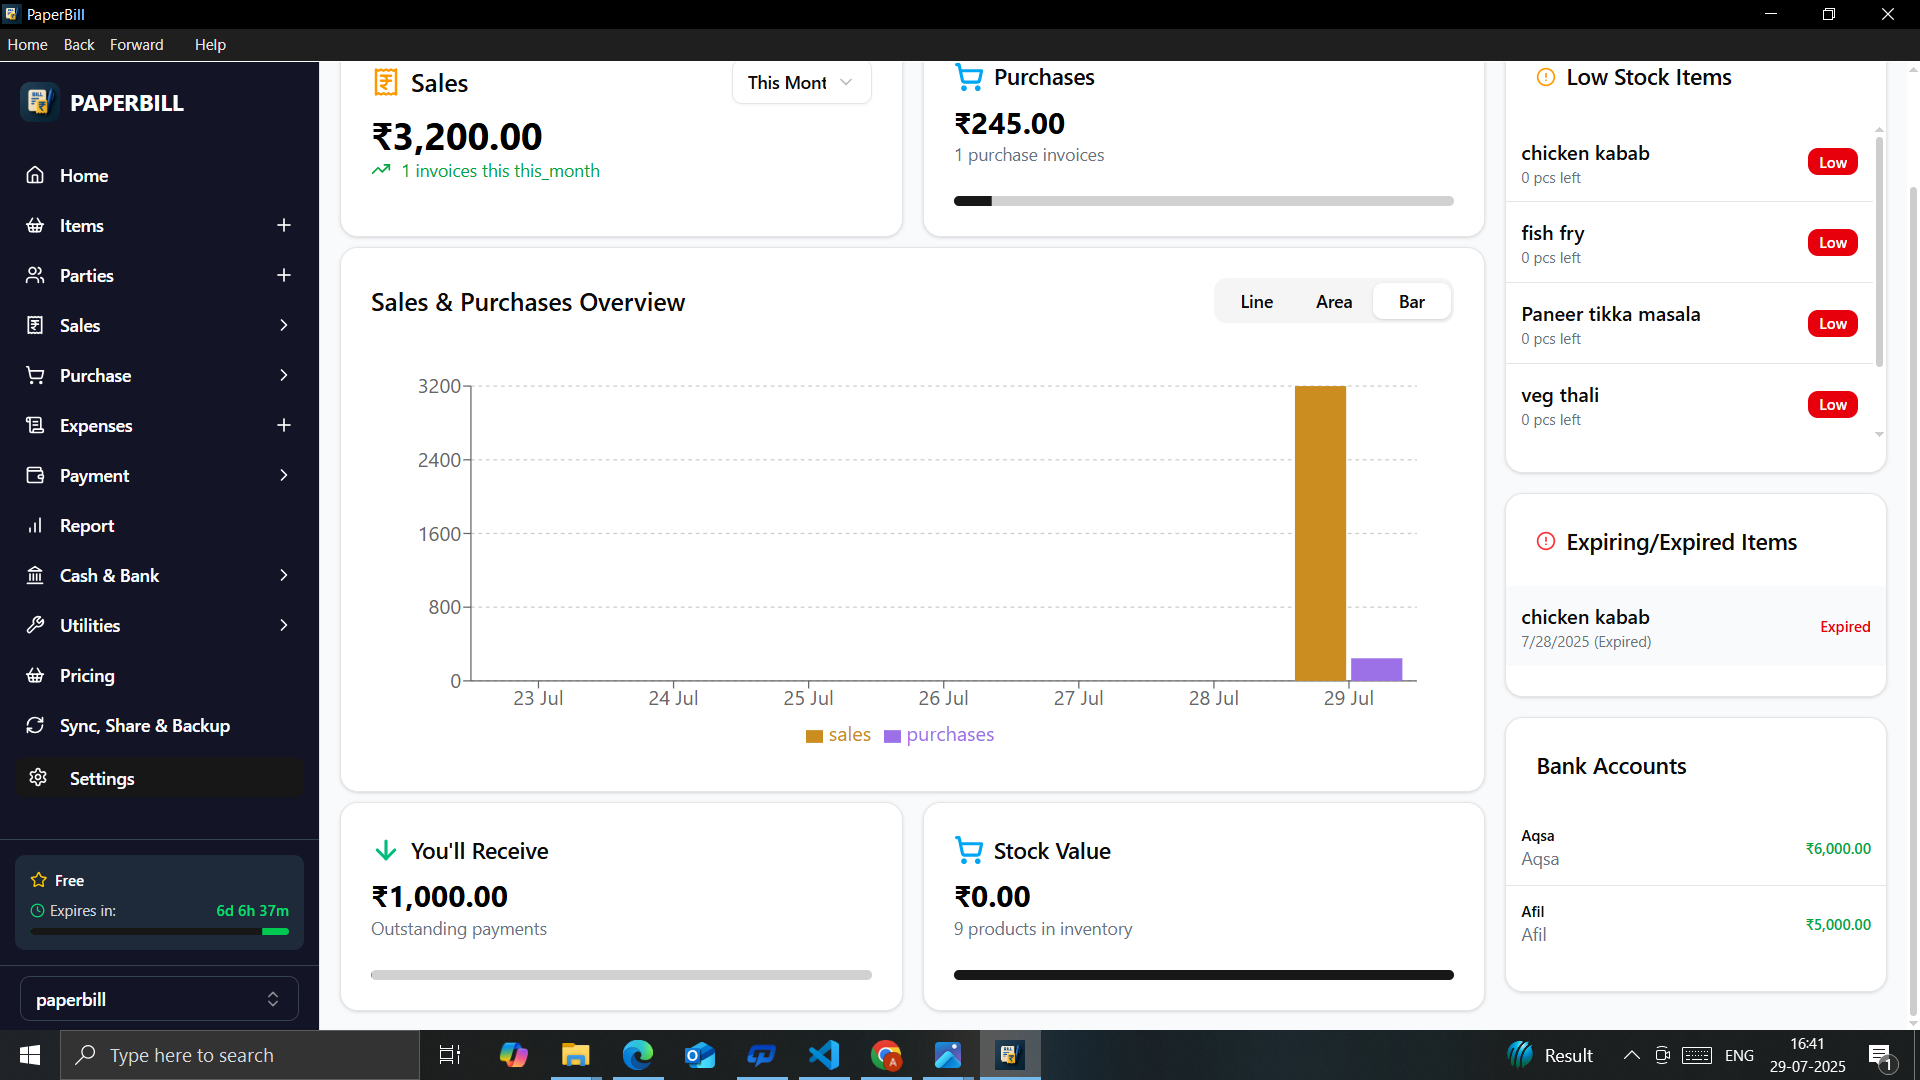 PaperBill
Home Back Forward Help
PAPERBILL
Home
Items
Parties
Sales
Purchase
Expenses
Payment
Report
Cash & Bank
Utilities
Pricing
Sync, Share & Backup
Settings
Free
Expires in: 6d 6h 37m
paperbill
Sales
This Mont
₹3,200.00
1 invoices this this_month
Purchases
₹245.00
1 purchase invoices
Sales & Purchases Overview
Line Area Bar
3200
2400
1600
800
0
23 Jul 24 Jul 25 Jul 26 Jul 27 Jul 28 Jul 29 Jul
sales purchases
You'll Receive
₹1,000.00
Outstanding payments
Stock Value
₹0.00
9 products in inventory
Low Stock Items
chicken kabab
0 pcs left
Low
fish fry
0 pcs left
Low
Paneer tikka masala
0 pcs left
Low
veg thali
0 pcs left
Low
Expiring/Expired Items
chicken kabab
7/28/2025 (Expired)
Expired
Bank Accounts
Aqsa
Aqsa
₹6,000.00
Afil
Afil
₹5,000.00
Type here to search
Result
ENG
16:41
29-07-2025
1